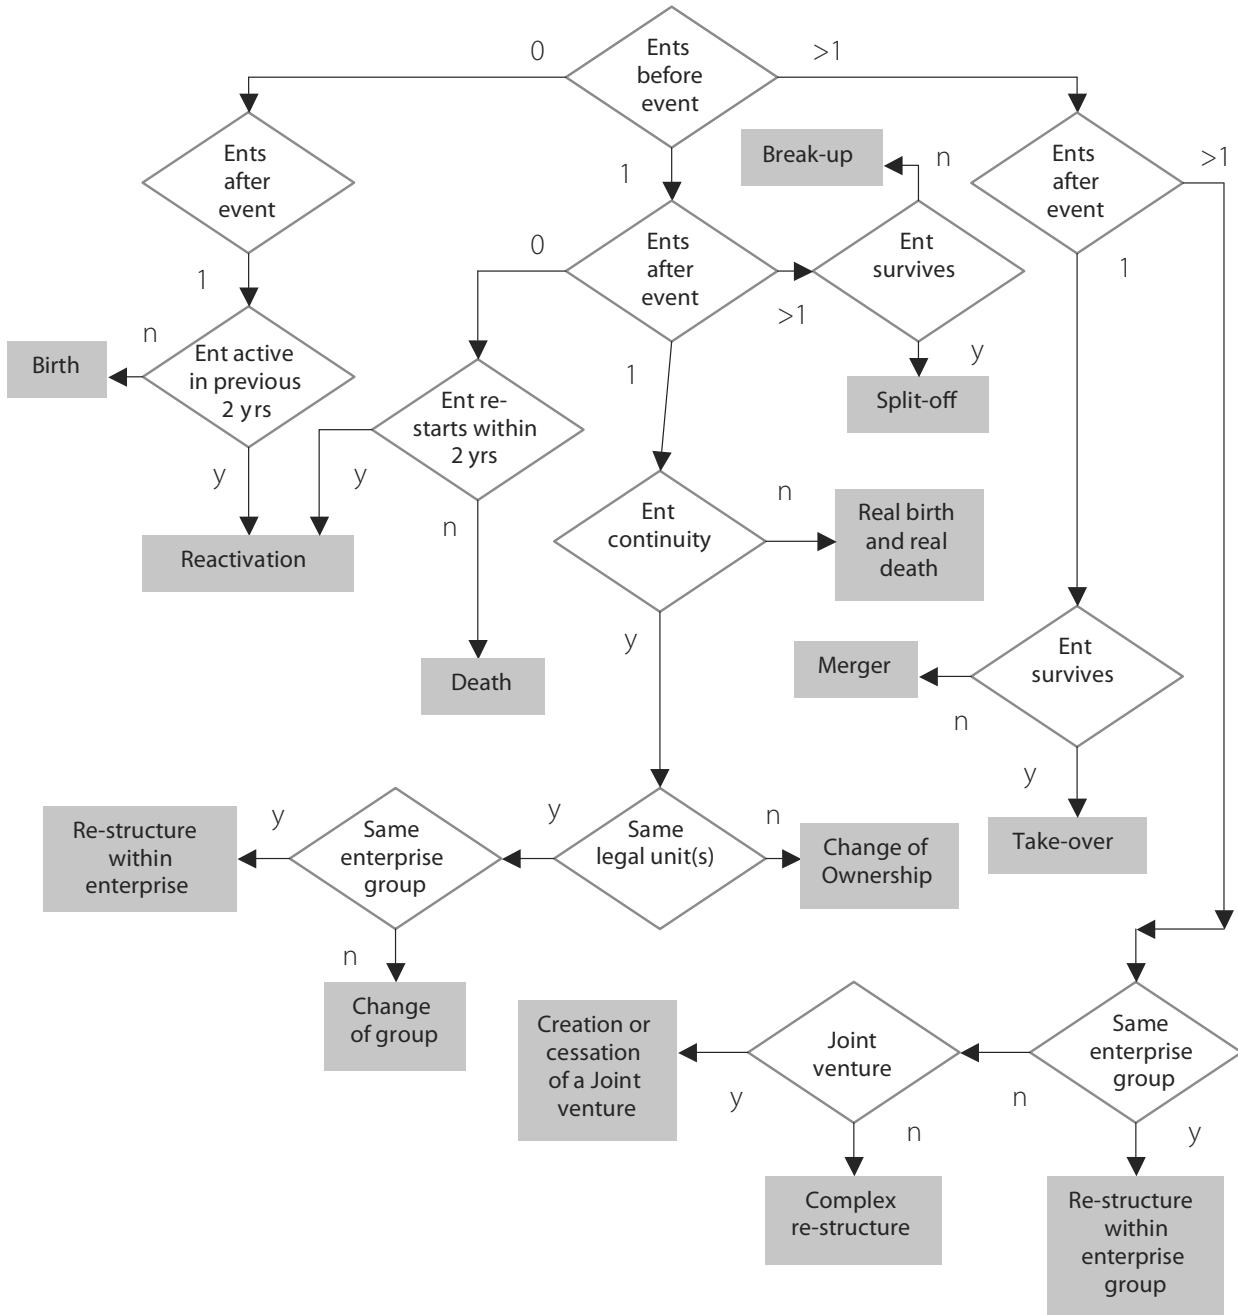 0
Ents
before
event
>1
Ents
after
event
1
Break-up
n
Ents
after
event
>1
0
Ents
after
event
>1
Ent
survives
1
1
n
Birth
Ent active
in previous
2 yrs
y
Split-off
1
Ent re-
starts within
2 yrs
y
y
n
Reactivation
Ent
continuity
n
Real birth
and real
death
y
Death
Merger
n
Ent
survives
y
Re-structure
within
enterprise
y
Same
enterprise
group
y
Same
legal unit(s)
n
Change of
Ownership
Take-over
n
Change
of group
Creation or
cessation
of a Joint
venture
y
Joint
venture
n
Same
enterprise
group
n
y
Complex
re-structure
Re-structure
within
enterprise
group